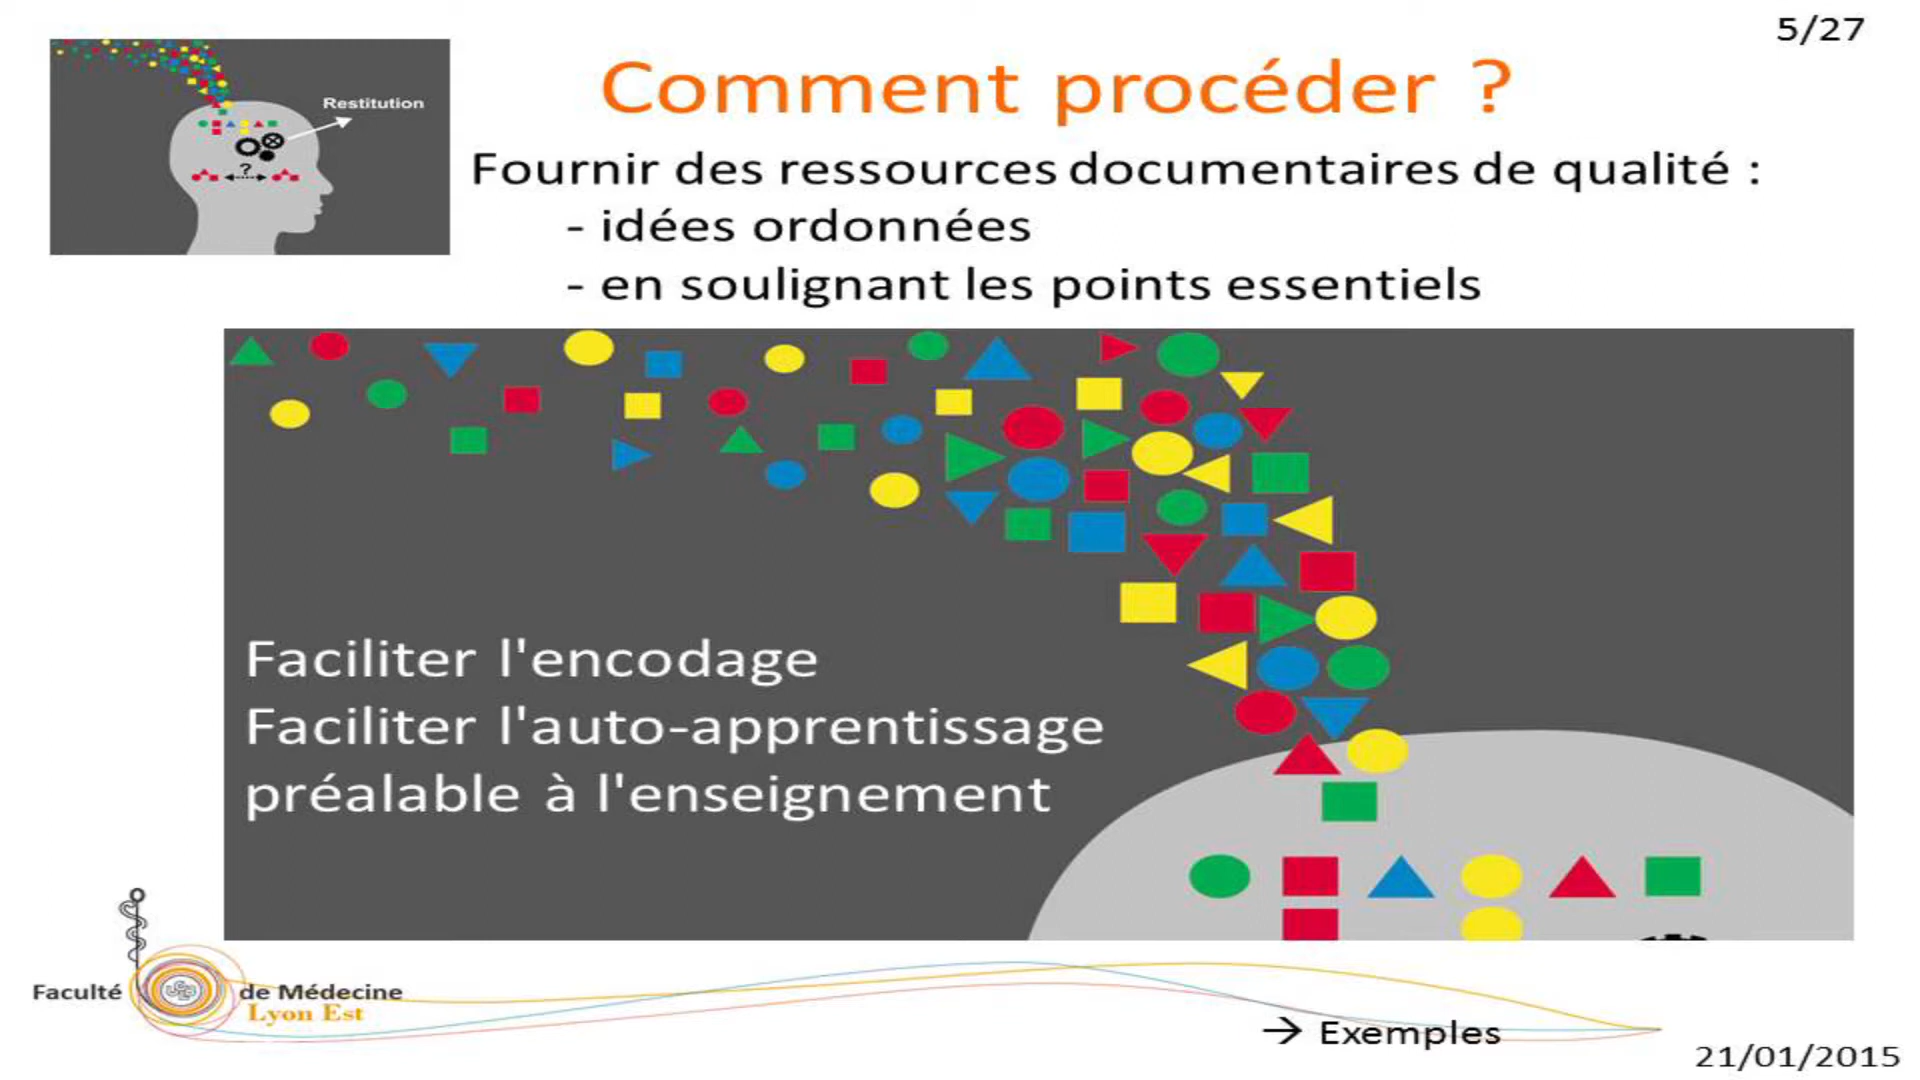 5/27
Restitution
?
Comment procéder ?
Fournir des ressources documentaires de qualité :
- idées ordonnées
- en soulignant les points essentiels
Faciliter l'encodage
Faciliter l'auto-apprentissage
préalable à l'enseignement
Faculté de Médecine
Lyon Est
→ Exemples
21/01/2015